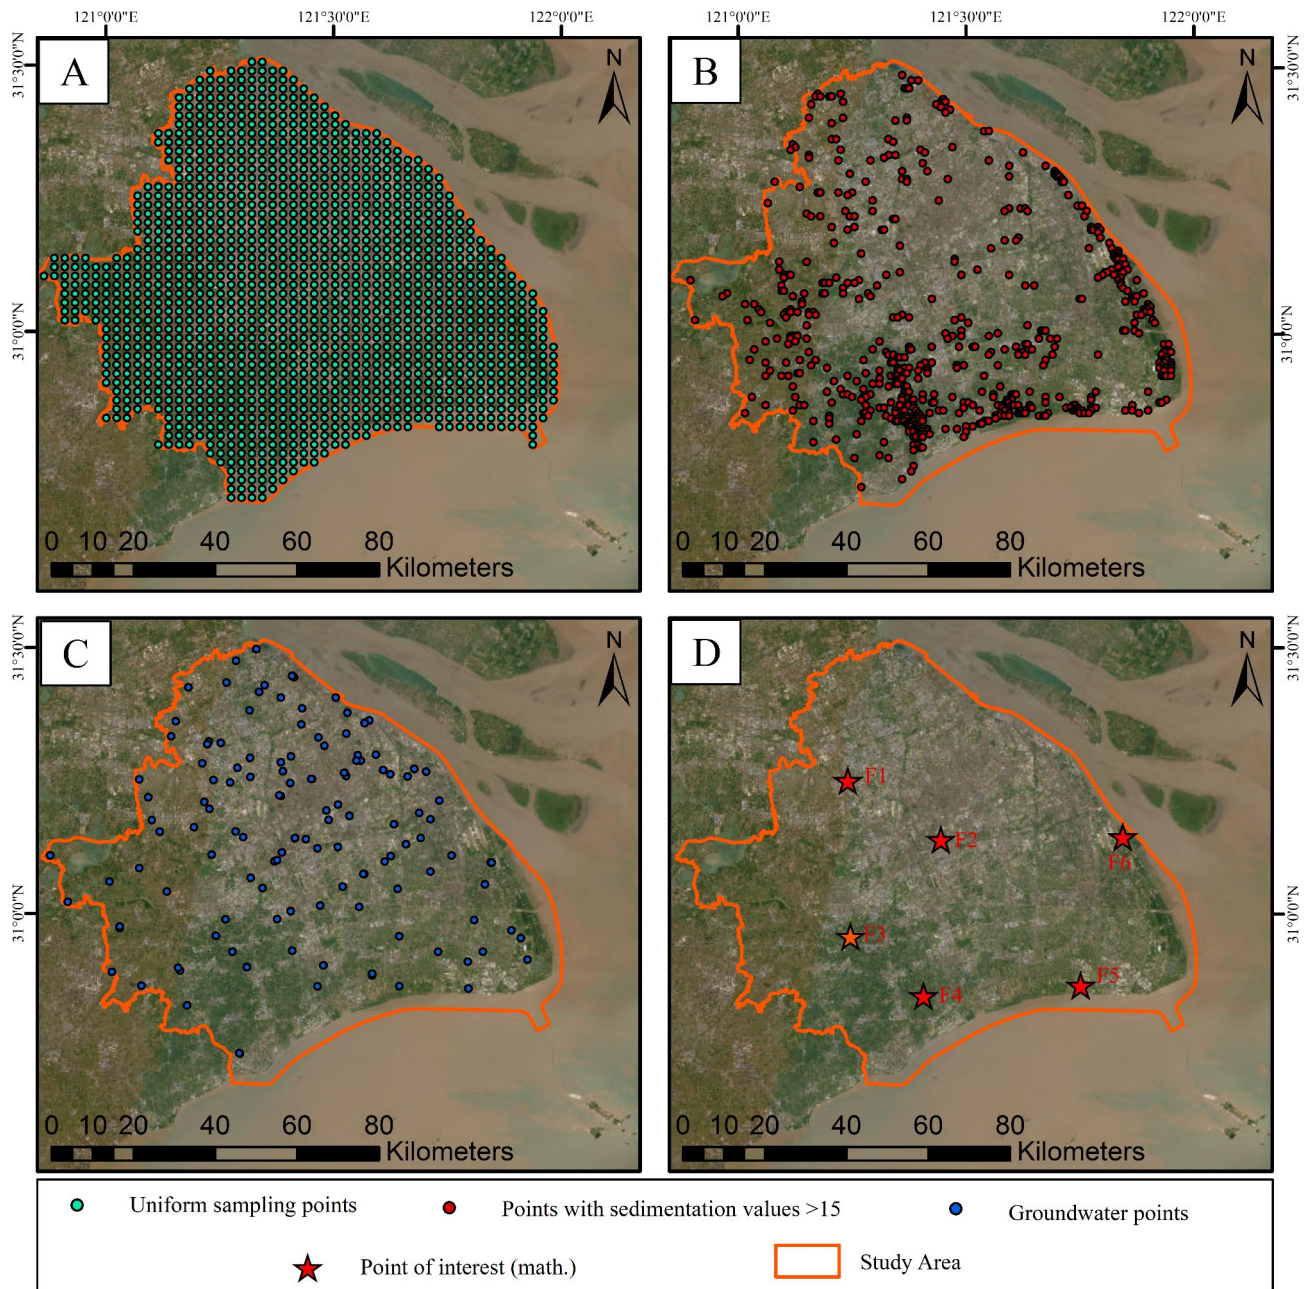 121°0'0"E 121°30'0"E 122°0'0"E 121°0'0"E 121°30'0"E 122°0'0"E
31°30'0"N A N B N 31°30'0"N
31°0'0"N 31°0'0"N
0 10 20 40 60 80 0 10 20 40 60 80
Kilometers Kilometers
31°30'0"N C N D N 31°30'0"N
F1
F2
F6
31°0'0"N F3 31°0'0"N
F5
F4
0 10 20 40 60 80 0 10 20 40 60 80
Kilometers Kilometers
Uniform sampling points Points with sedimentation values >15 Groundwater points
Point of interest (math.) Study Area